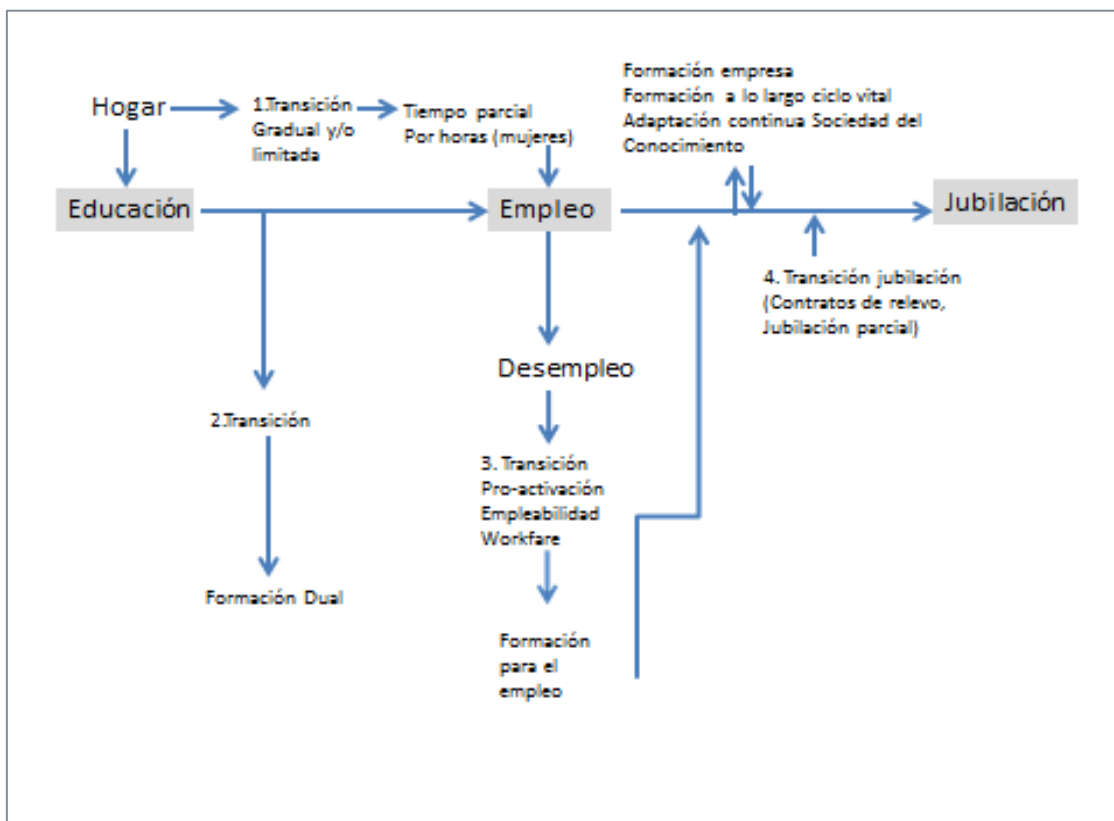 Hogar
1.Transición
Gradual y/o
limitada
Tiempo parcial
Por horas (mujeres)
Formación empresa
Formación a lo largo ciclo vital
Adaptación continua Sociedad del
Conocimiento
Educación
Empleo
Jubilación
4. Transición jubilación
(Contratos de relevo,
Jubilación parcial)
Desempleo
2.Transición
3. Transición
Pro-activación
Empleabilidad
Workfare
Formación Dual
Formación
para el
empleo